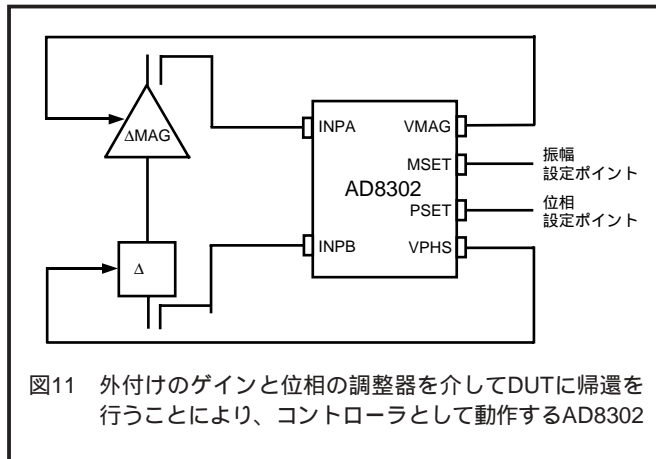 ΔMAG
INPA
VMAG
MSET
振幅
設定ポイント
AD8302
PSET
位相
設定ポイント
INPB
VPHS
Δ
図11 外付けのゲインと位相の調整器を介してDUTに帰還を
行うことにより、コントローラとして動作するAD8302